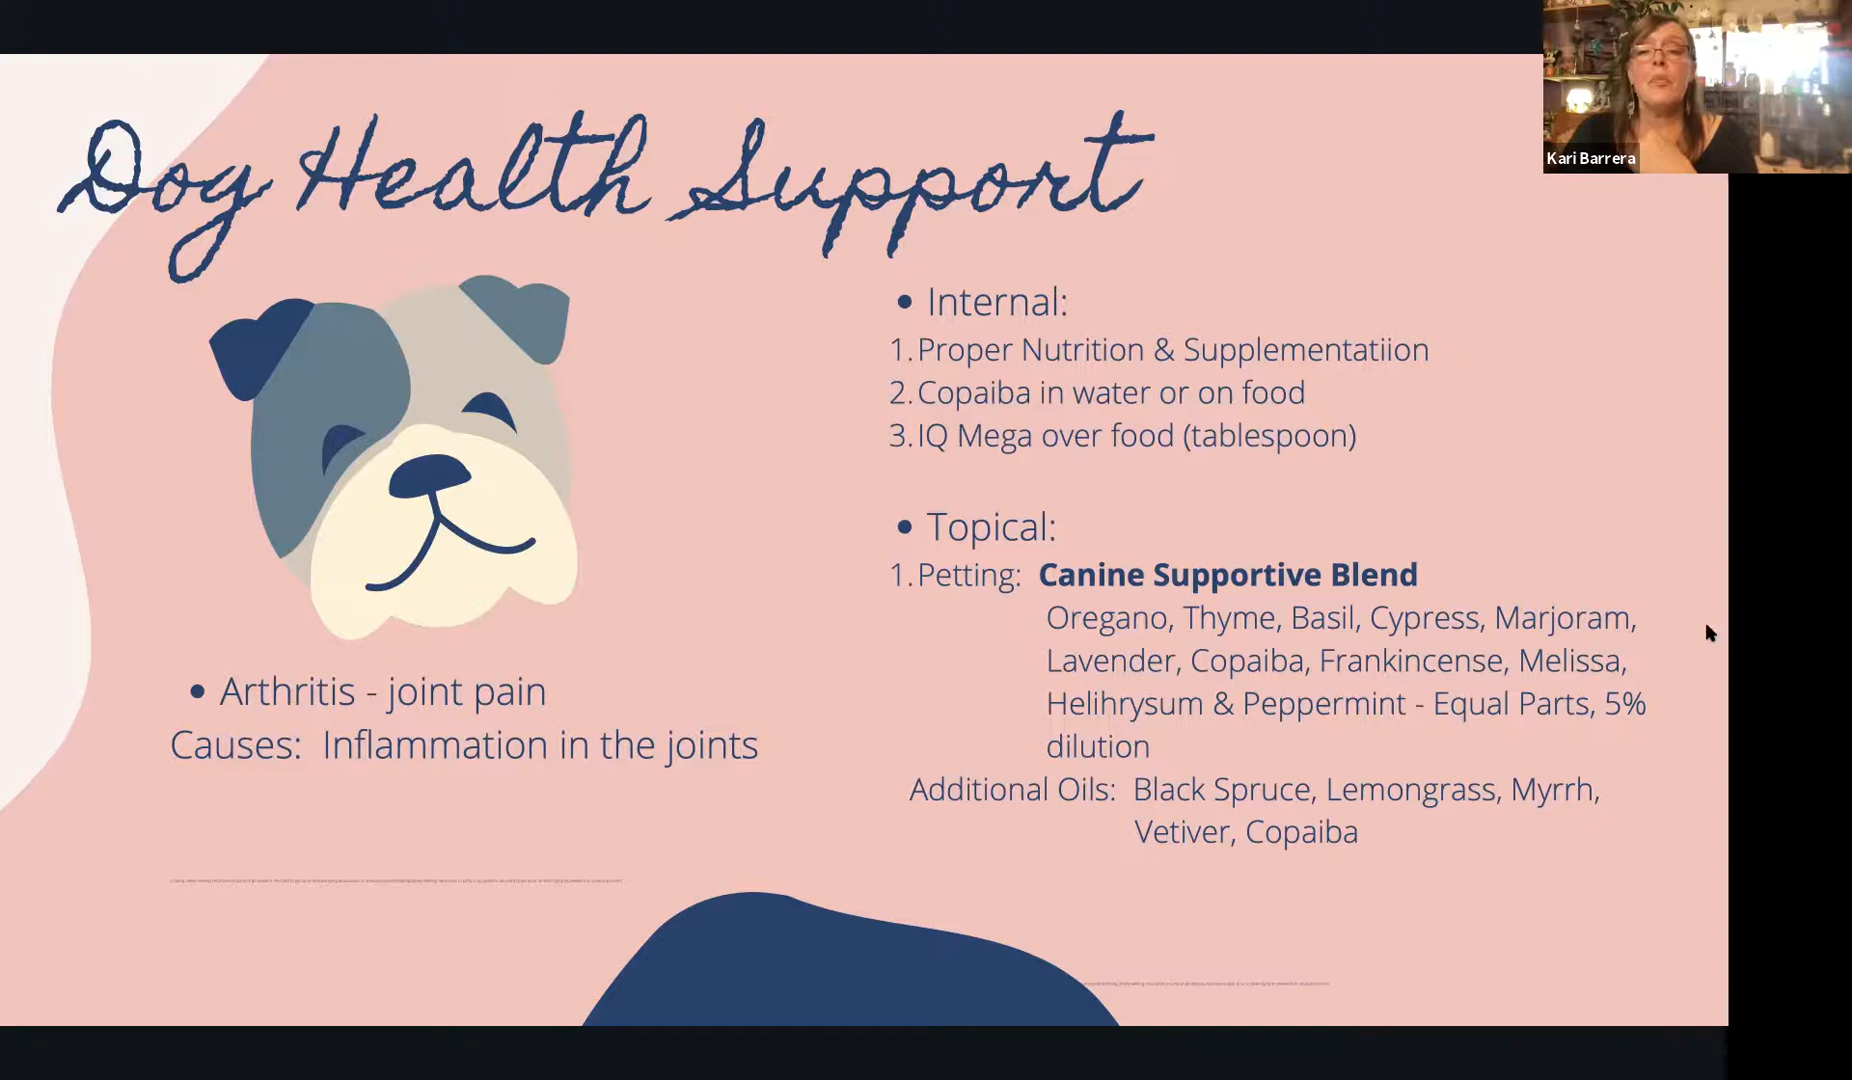 Dog Health Support
Kari Barrera
• Internal:
1. Proper Nutrition & Supplementatiion
2. Copaiba in water or on food
3. IQ Mega over food (tablespoon)
• Topical:
1. Petting: Canine Supportive Blend
Oregano, Thyme, Basil, Cypress, Marjoram,
Lavender, Copaiba, Frankincense, Melissa,
Helihrysum & Peppermint - Equal Parts, 5%
dilution
Additional Oils: Black Spruce, Lemongrass, Myrrh,
Vetiver, Copaiba
• Arthritis - joint pain
Causes: Inflammation in the joints